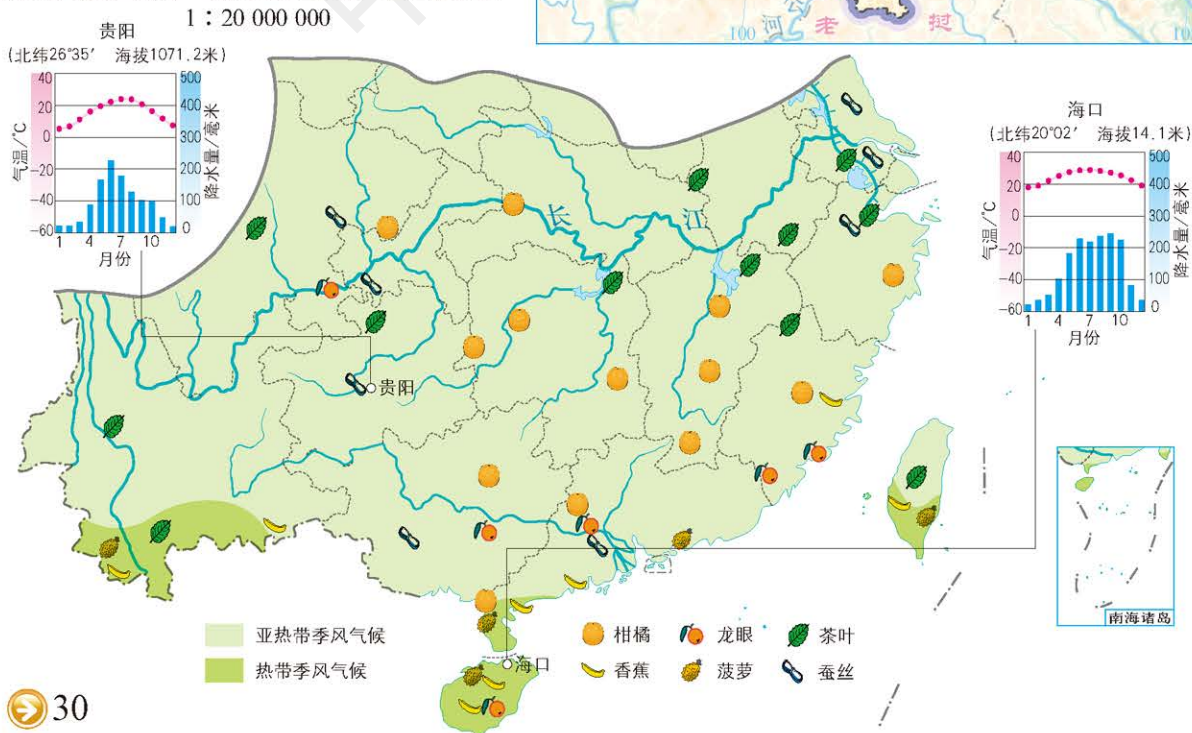 1：20 000 000
100
河
老
挝
10
贵阳
(北纬26°35′ 海拔1071.2米)
40
20
0
-20
-40
-60
气温/°C
500
400
300
200
100
0
降水量/毫米
1 4 7 10
月份
海口
(北纬20°02′ 海拔14.1米)
40
20
0
-20
-40
-60
气温/°C
500
400
300
200
100
0
降水量/毫米
1 4 7 10
月份
长
江
贵阳
海口
南海诸岛
亚热带季风气候
热带季风气候
柑橘
龙眼
茶叶
香蕉
菠萝
蚕丝
30